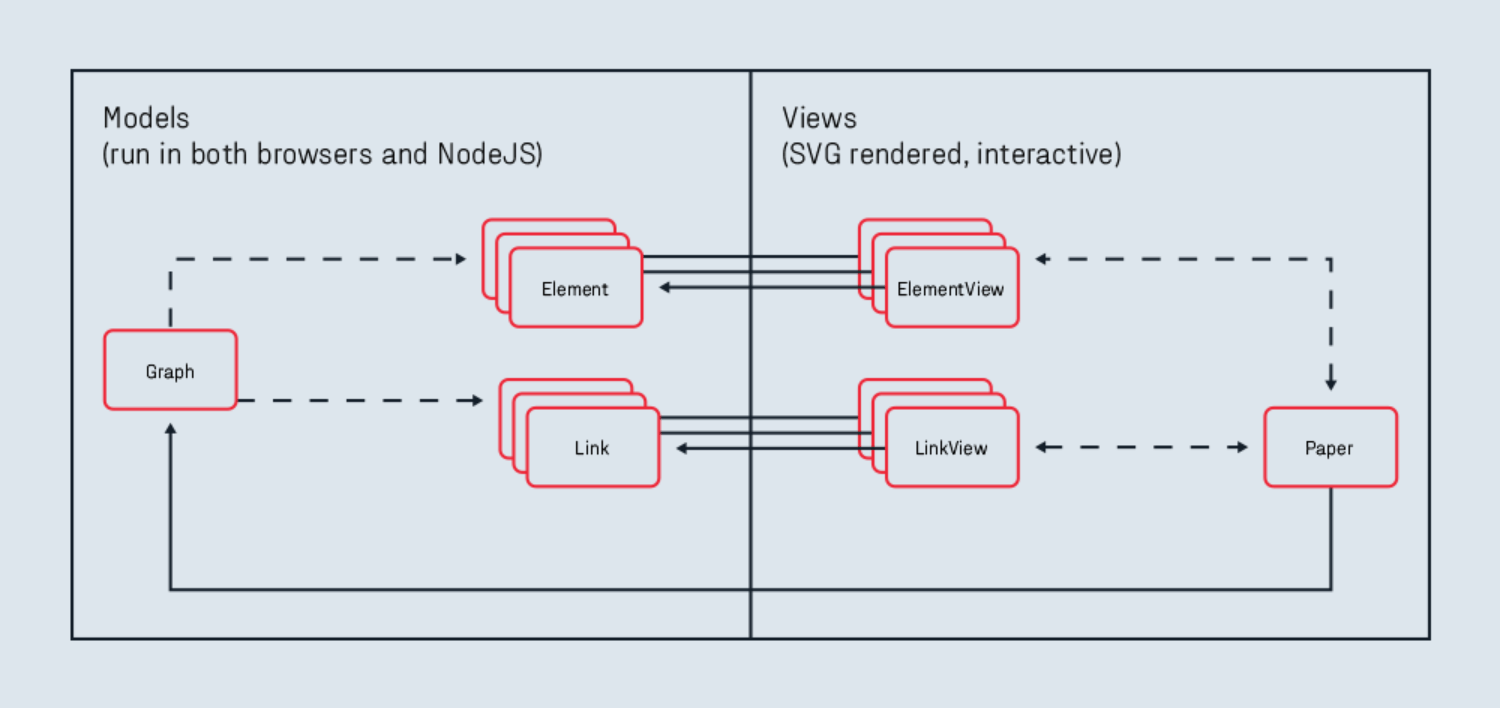 Models
(run in both browsers and NodeJS)
Views
(SVG rendered, interactive)
Element
ElementView
Graph
Link
LinkView
Paper